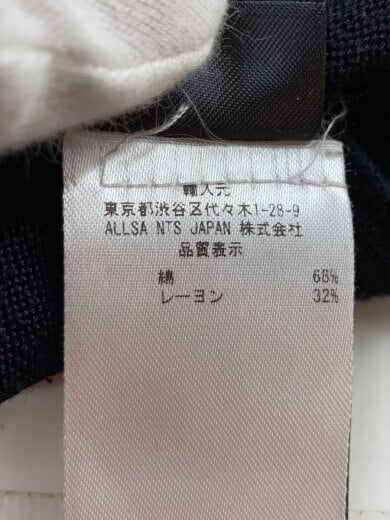 輸入元
東京都渋谷区代々木1-28-9
ALLSA NTS JAPAN 株式会社
品質表示
綿 68%
レーヨン 32%